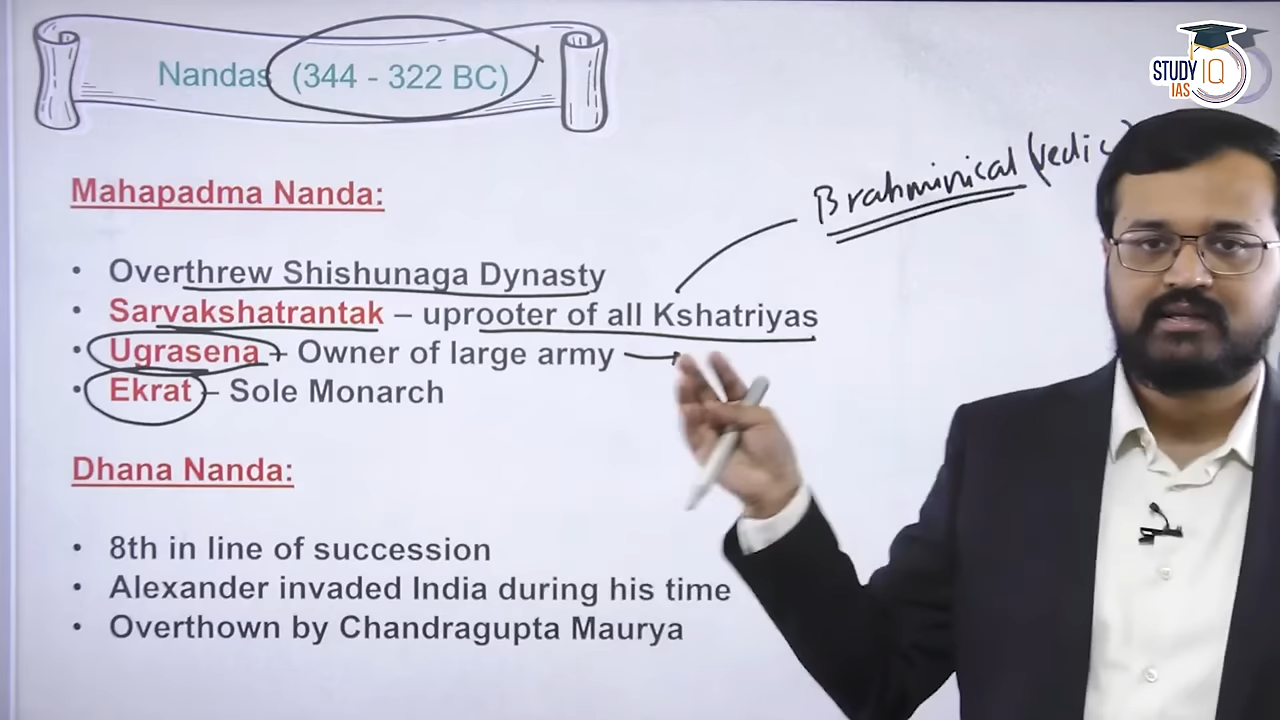 Nandas (344 - 322 BC)
STUDY IQ
IAS
Brahminical (vedic
Mahapadma Nanda:
• Overthrew Shishunaga Dynasty
• Sarvakshatrantak – uprooter of all Kshatriyas
• Ugrasena – Owner of large army
• Ekrat – Sole Monarch
Dhana Nanda:
• 8th in line of succession
• Alexander invaded India during his time
• Overthown by Chandragupta Maurya